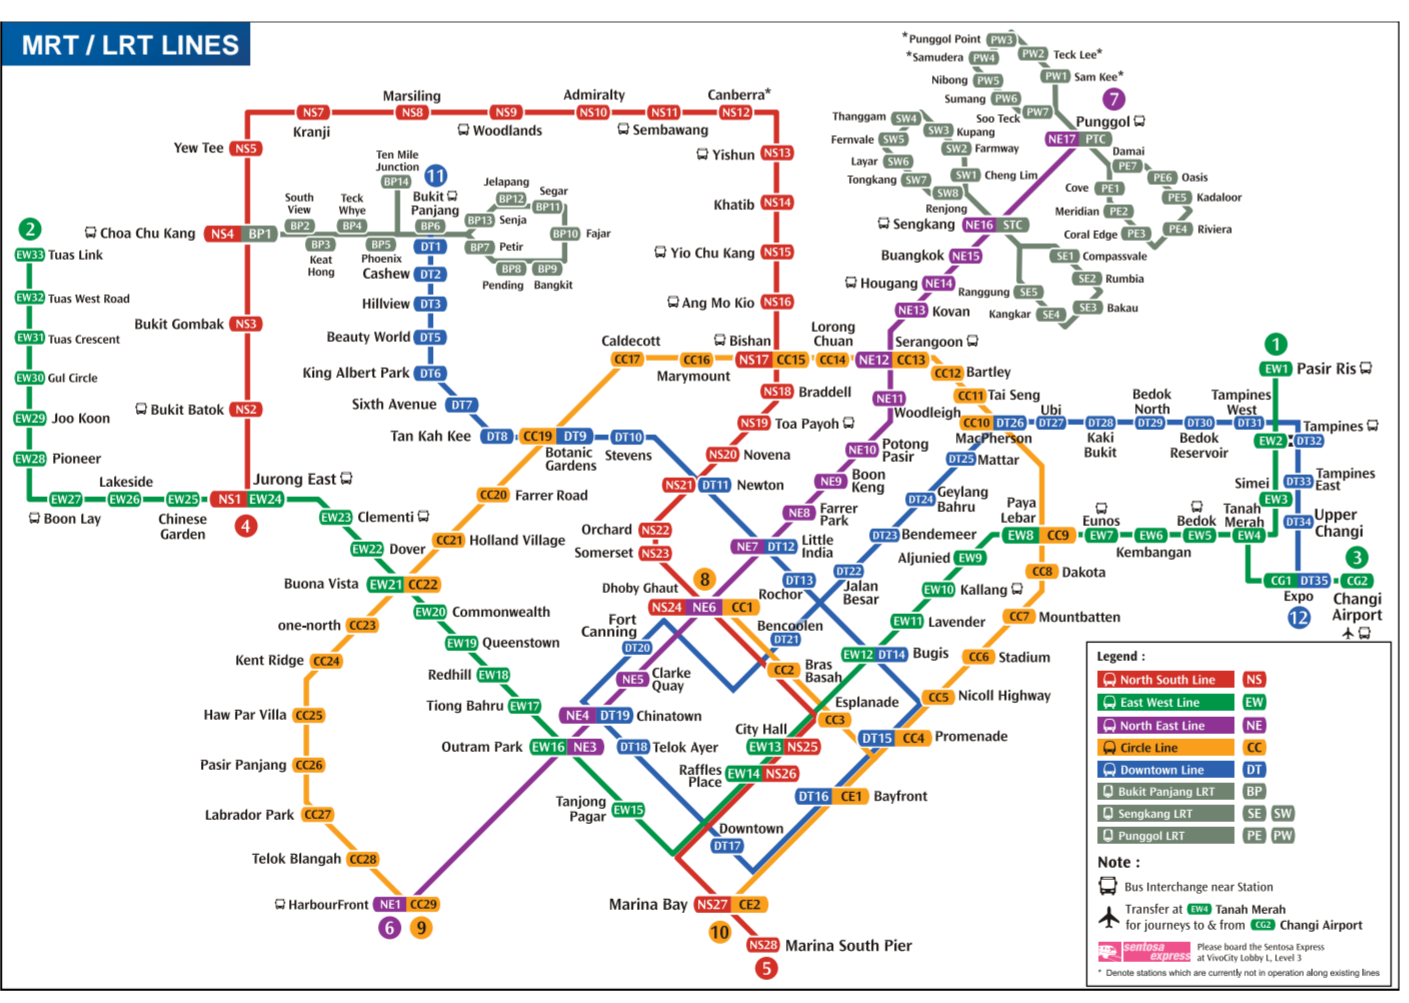 MRT / LRT LINES
*Punggol Point PW3
PW2 Teck Lee*
*Samudera PW4
PW1 Sam Kee*
Nibong PW5
Sumang PW6
PW7
Soo Teck
7
Punggol
NE17 PTC
Marsiling
Admiralty
Canberra*
NS7 NS8 NS9 NS10 NS11 NS12
Kranji
Woodlands
Sembawang
Thanggam SW4
SW3 Kupang
Fernvale SW5
SW2 Farmway
Layar SW6
Tongkang SW7
SW1 Cheng Lim
SW8
Renjong
Damai
PE7
PE6 Oasis
Cove PE1
PE5 Kadaloor
Meridian PE2
Coral Edge PE3
PE4 Riviera
Yew Tee NS5
Yishun NS13
Khatib NS14
Yio Chu Kang NS15
Ang Mo Kio NS16
Ten Mile
Junction
BP14
11
Bukit
Panjang
BP6
DT1
South
View
BP2
Teck
Whye
BP4
BP3
Keat
Hong
BP5
Phoenix
Jelapang
BP12
Segar
BP11
BP13 Senja
BP10 Fajar
BP7 Petir
BP8
Pending
BP9
Bangkit
Choa Chu Kang NS4 BP1
Sengkang NE16 STC
Buangkok NE15
Hougang NE14
NE13 Kovan
SE1 Compassvale
SE2 Rumbia
Ranggung SE5
SE3 Bakau
Kangkar SE4
2
EW33 Tuas Link
EW32 Tuas West Road
EW31 Tuas Crescent
EW30 Gul Circle
EW29 Joo Koon
EW28 Pioneer
Cashew DT2
Hillview DT3
Beauty World DT5
King Albert Park DT6
Sixth Avenue DT7
Tan Kah Kee DT8
CC19 DT9
Botanic
Gardens
DT10
Stevens
Bukit Gombak NS3
Bukit Batok NS2
Caldecott
CC17
CC16
Marymount
Bishan
NS17 CC15
Lorong
Chuan
CC14
Serangoon
NE12 CC13
CC12 Bartley
CC11 Tai Seng
CC10 DT26
MacPherson
NS18 Braddell
NS19 Toa Payoh
NS20 Novena
NS21 DT11 Newton
NE11
Woodleigh
NE10 Potong
Pasir
NE9 Boon
Keng
NE8 Farrer
Park
NE7 DT12 Little
India
Ubi
DT27
DT28
Kaki
Bukit
Bedok
North
DT29
DT30
Bedok
Reservoir
Tampines
West
DT31
1
EW1 Pasir Ris
Tampines
EW2 DT32
DT33 Tampines
East
Simei
EW3
DT34 Upper
Changi
Tanah
Merah
EW4
DT25 Mattar
DT24 Geylang
Bahru
DT23 Bendemeer
DT22
Jalan
Besar
Lakeside
EW27 EW26 EW25 NS1 EW24
Boon Lay
Chinese
Garden
Jurong East
4
EW23 Clementi
EW22 Dover
Buona Vista EW21 CC22
CC20 Farrer Road
CC21 Holland Village
Orchard NS22
Somerset NS23
Dhoby Ghaut
8
NS24 NE6 CC1
DT13
Rochor
Paya
Lebar
EW8 CC9
Eunos
EW7
EW6
Kembangan
Bedok
EW5
Aljunied EW9
EW10 Kallang
EW11 Lavender
EW12 DT14 Bugis
CC8 Dakota
CC7 Mountbatten
CC6 Stadium
CC5 Nicoll Highway
DT15 CC4 Promenade
CG1 DT35
Expo
12
3
CG2
Changi
Airport
one-north CC23
Kent Ridge CC24
Haw Par Villa CC25
Pasir Panjang CC26
Labrador Park CC27
Telok Blangah CC28
HarbourFront NE1 CC29
6 9
EW20 Commonwealth
EW19 Queenstown
Redhill EW18
Tiong Bahru EW17
Outram Park EW16 NE3
Fort
Canning
DT20
Bencoolen
DT21
NE5 Clarke
Quay
CC2 Bras
Basah
Esplanade
CC3
NE4 DT19 Chinatown
DT18 Telok Ayer
City Hall
EW13 NS25
Raffles
Place
EW14 NS26
DT16 CE1 Bayfront
Tanjong
Pagar
EW15
Downtown
DT17
Marina Bay NS27 CE2
10
NS28 Marina South Pier
5
Legend :
North South Line NS
East West Line EW
North East Line NE
Circle Line CC
Downtown Line DT
Bukit Panjang LRT BP
Sengkang LRT SE SW
Punggol LRT PE PW
Note :
Bus Interchange near Station
Transfer at EW4 Tanah Merah
for journeys to & from CG2 Changi Airport
sentosa
express
Please board the Sentosa Express
at VivoCity Lobby L, Level 3
* Denote stations which are currently not in operation along existing lines